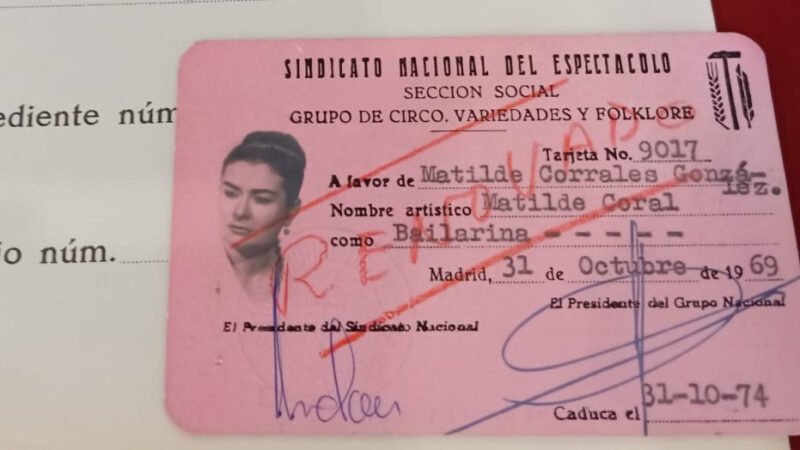 ediente núm
io núm.
SINDICATO NACIONAL DEL ESPECTACOLO
SECCION SOCIAL
GRUPO DE CIRCO. VARIEDADES Y FOLKLORE
Tarjeta No. 9017
A favor de Matilde Corrales Gonzá-
lez.
Nombre artístico Matilde Coral
como Bailarina - - - - -
Madrid, 31 de Octubre de 1969
RENOVADO
El Presidente del Grupo Nacional
El Presidente del Sindicato Nacional
Caduca el 31-10-74